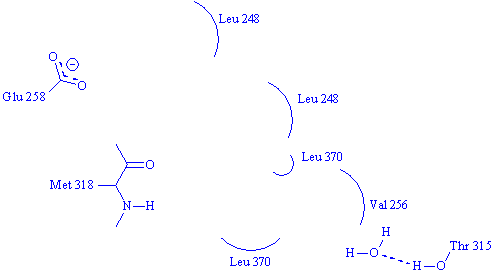 Leu 248
O
−
O
Glu 258
Leu 248
Leu 370
O
Met 318
N H
Val 256
H
H O
Thr 315
H O
Leu 370